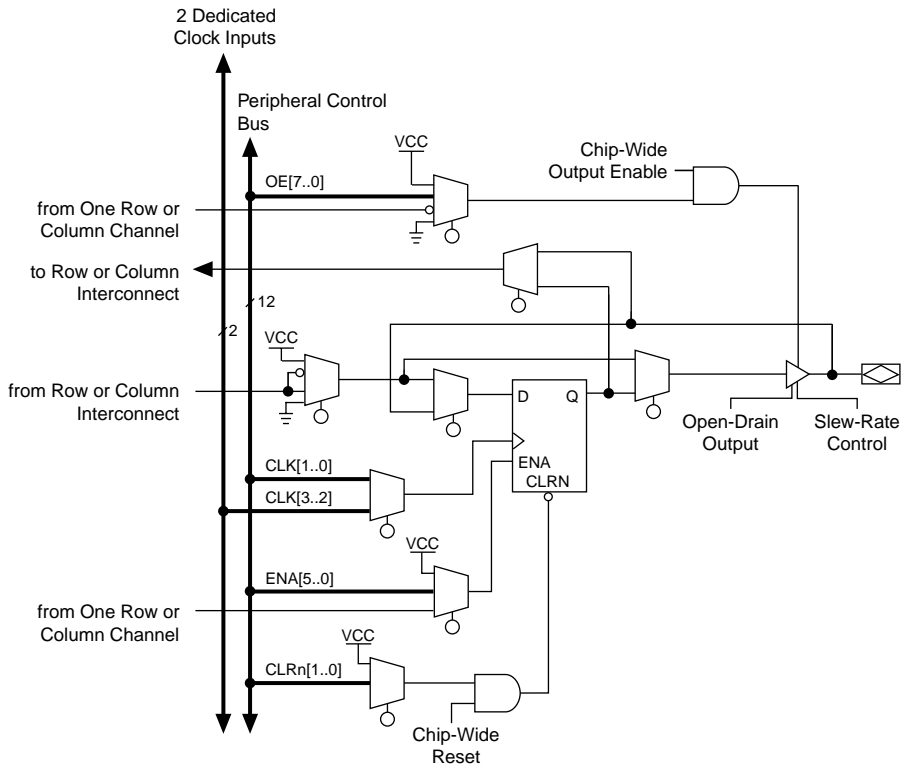 2 Dedicated
Clock Inputs
Peripheral Control
Bus
VCC
OE[7..0]
Chip-Wide
Output Enable
from One Row or
Column Channel
to Row or Column
Interconnect
12
2
VCC
from Row or Column
Interconnect
D
Q
ENA
CLRN
Open-Drain
Output
Slew-Rate
Control
CLK[1..0]
CLK[3..2]
VCC
ENA[5..0]
from One Row or
Column Channel
VCC
CLRn[1..0]
Chip-Wide
Reset